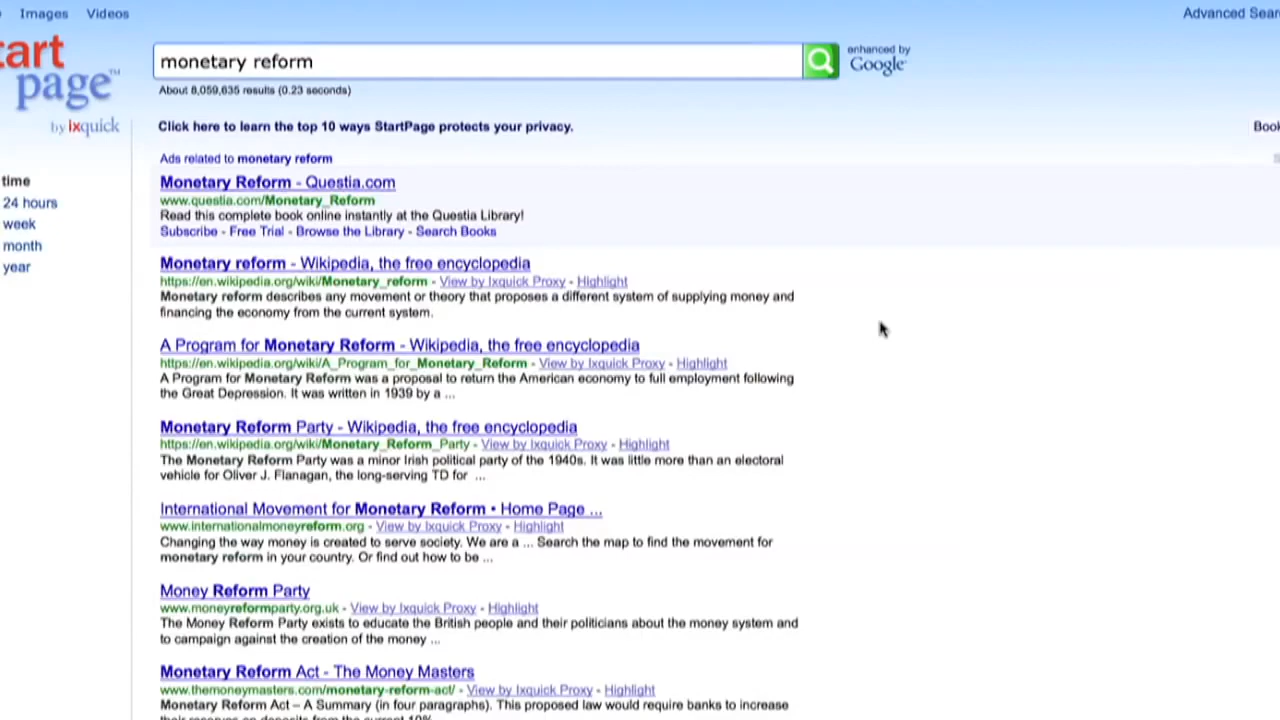 Images Videos Advanced Sear
art
page™
by ixquick
monetary reform
enhanced by
Google
About 8,059,635 results (0.23 seconds)
Click here to learn the top 10 ways StartPage protects your privacy.
Book
Ads related to monetary reform
Monetary Reform - Questia.com
www.questia.com/Monetary_Reform
Read this complete book online instantly at the Questia Library!
Subscribe - Free Trial - Browse the Library - Search Books
time
24 hours
week
month
year
Monetary reform - Wikipedia, the free encyclopedia
https://en.wikipedia.org/wiki/Monetary_reform - View by Ixquick Proxy - Highlight
Monetary reform describes any movement or theory that proposes a different system of supplying money and
financing the economy from the current system.
A Program for Monetary Reform - Wikipedia, the free encyclopedia
https://en.wikipedia.org/wiki/A_Program_for_Monetary_Reform - View by Ixquick Proxy - Highlight
A Program for Monetary Reform was a proposal to return the American economy to full employment following
the Great Depression. It was written in 1939 by a ...
Monetary Reform Party - Wikipedia, the free encyclopedia
https://en.wikipedia.org/wiki/Monetary_Reform_Party - View by Ixquick Proxy - Highlight
The Monetary Reform Party was a minor Irish political party of the 1940s. It was little more than an electoral
vehicle for Oliver J. Flanagan, the long-serving TD for ...
International Movement for Monetary Reform • Home Page ...
www.internationalmoneyreform.org - View by Ixquick Proxy - Highlight
Changing the way money is created to serve society. We are a ... Search the map to find the movement for
monetary reform in your country. Or find out how to be ...
Money Reform Party
www.moneyreformparty.org.uk - View by Ixquick Proxy - Highlight
The Money Reform Party exists to educate the British people and their politicians about the money system and
to campaign against the creation of the money ...
Monetary Reform Act - The Money Masters
www.themoneymasters.com/monetary-reform-act/ - View by Ixquick Proxy - Highlight
Monetary Reform Act – A Summary (in four paragraphs). This proposed law would require banks to increase
their reserves on deposits from the current 10%